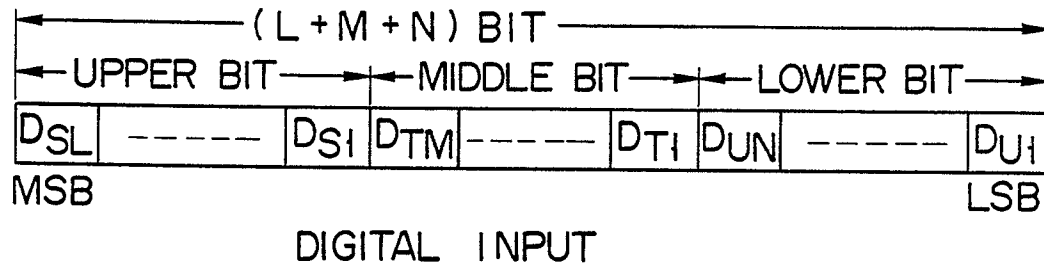 (L+M+N) BIT
UPPER BIT MIDDLE BIT LOWER BIT
DSL ----- DS1 DTM ----- DT1 DUN ----- DU1
MSB LSB
DIGITAL INPUT